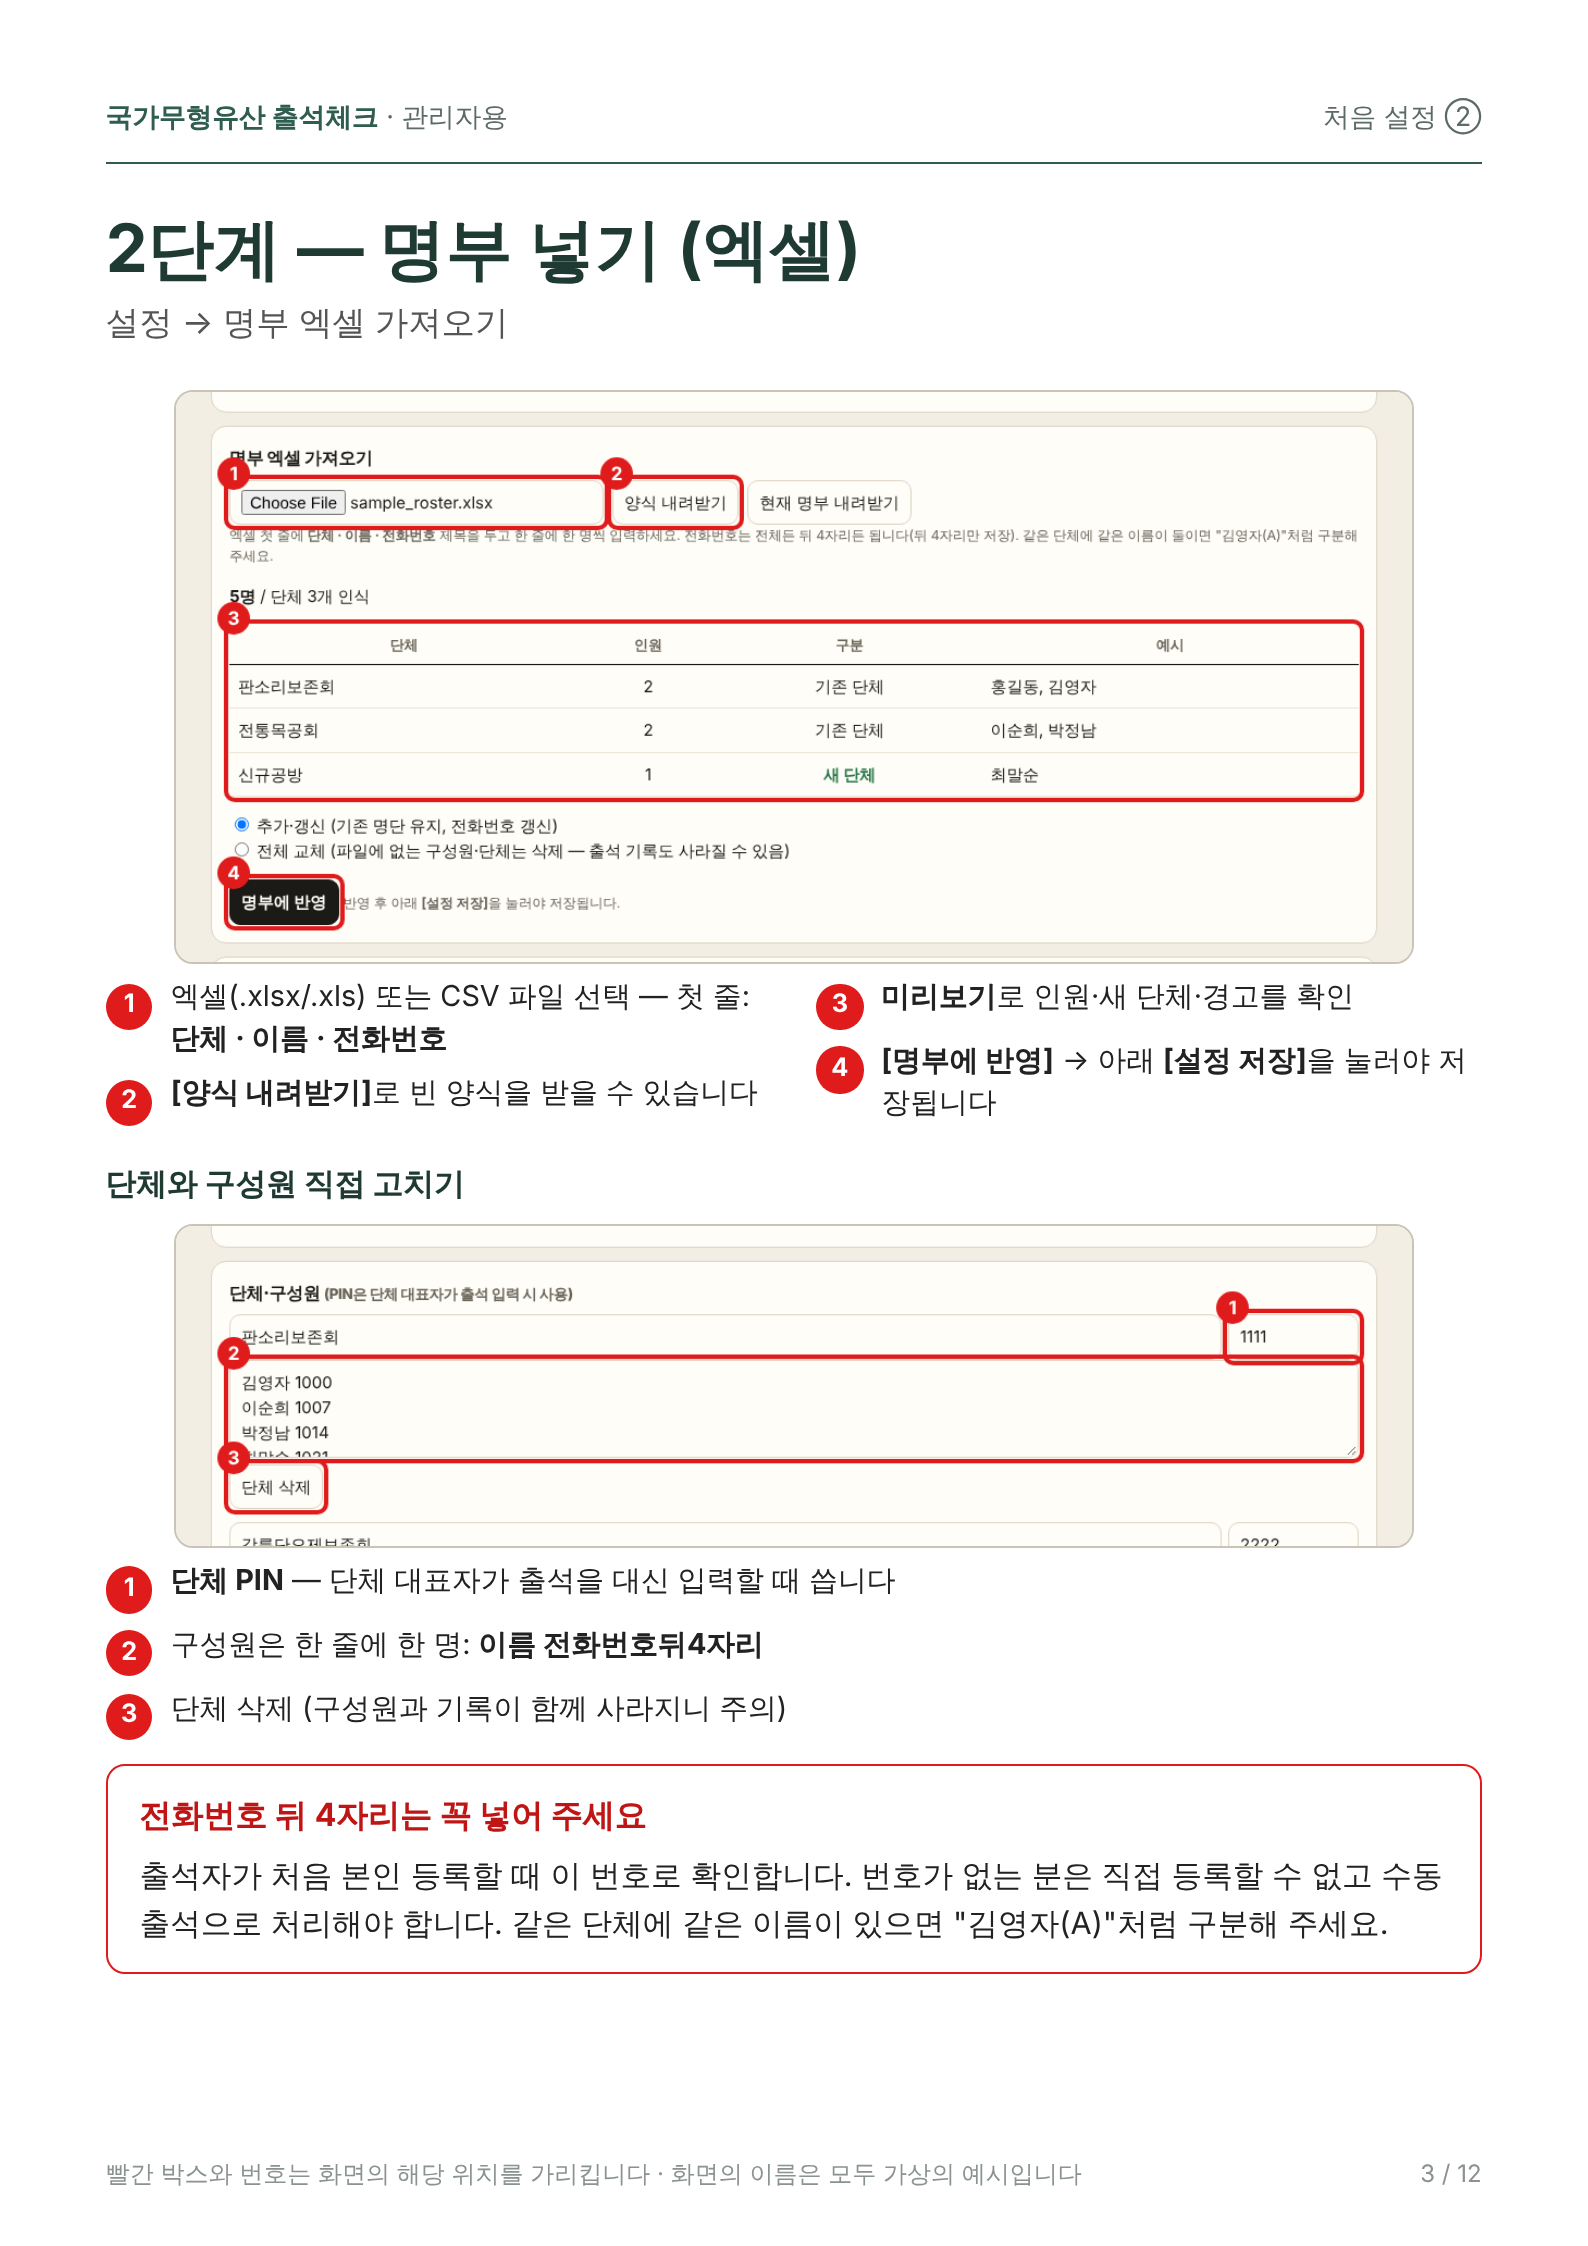 국가무형유산 출석체크 · 관리자용
처음 설정 ②
2단계 — 명부 넣기 (엑셀)
설정 → 명부 엑셀 가져오기
명부 엑셀 가져오기
1
2
Choose File sample_roster.xlsx
양식 내려받기
현재 명부 내려받기
엑셀 첫 줄에 단체 · 이름 · 전화번호 제목을 두고 한 줄에 한 명씩 입력하세요. 전화번호는 전체든 뒤 4자리든 됩니다(뒤 4자리만 저장). 같은 단체에 같은 이름이 둘이면 "김영자(A)"처럼 구분해
주세요.
5명 / 단체 3개 인식
3
단체 인원 구분 예시
판소리보존회 2 기존 단체 홍길동, 김영자
전통목공회 2 기존 단체 이순희, 박정남
신규공방 1 새 단체 최말순
추가·갱신 (기존 명단 유지, 전화번호 갱신)
전체 교체 (파일에 없는 구성원·단체는 삭제 — 출석 기록도 사라질 수 있음)
4
명부에 반영 반영 후 아래 [설정 저장]을 눌러야 저장됩니다.
1 엑셀(.xlsx/.xls) 또는 CSV 파일 선택 — 첫 줄:
단체 · 이름 · 전화번호
2 [양식 내려받기]로 빈 양식을 받을 수 있습니다
3 미리보기로 인원·새 단체·경고를 확인
4 [명부에 반영] → 아래 [설정 저장]을 눌러야 저
장됩니다
단체와 구성원 직접 고치기
단체·구성원 (PIN은 단체 대표자가 출석 입력 시 사용)
1
판소리보존회 1111
2
김영자 1000
이순희 1007
박정남 1014
3
단체 삭제
2222
1 단체 PIN — 단체 대표자가 출석을 대신 입력할 때 씁니다
2 구성원은 한 줄에 한 명: 이름 전화번호뒤4자리
3 단체 삭제 (구성원과 기록이 함께 사라지니 주의)
전화번호 뒤 4자리는 꼭 넣어 주세요
출석자가 처음 본인 등록할 때 이 번호로 확인합니다. 번호가 없는 분은 직접 등록할 수 없고 수동
출석으로 처리해야 합니다. 같은 단체에 같은 이름이 있으면 "김영자(A)"처럼 구분해 주세요.
빨간 박스와 번호는 화면의 해당 위치를 가리킵니다 · 화면의 이름은 모두 가상의 예시입니다
3 / 12